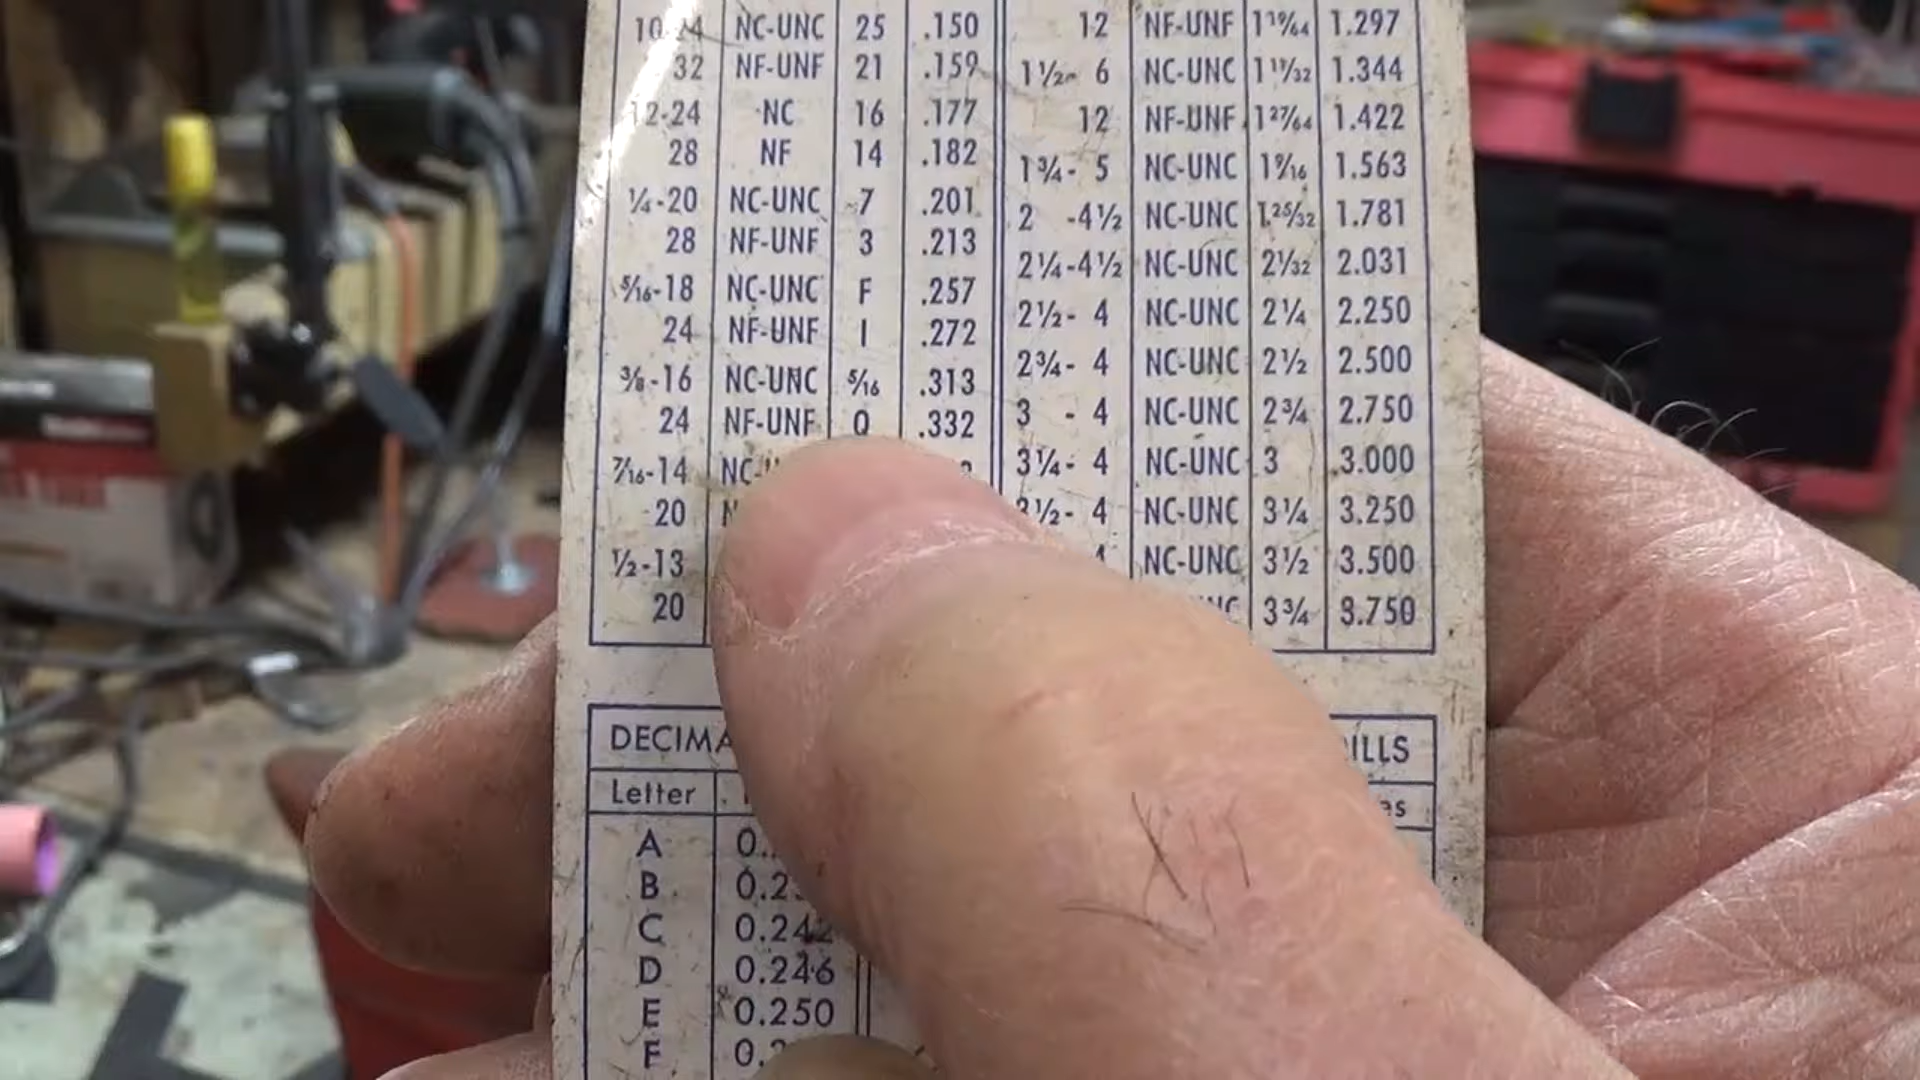 10-24 NC-UNC 25 .150
32 NF-UNF 21 .159
12-24 NC 16 .177
28 NF 14 .182
¼-20 NC-UNC 7 .201
28 NF-UNF 3 .213
5/16-18 NC-UNC F .257
24 NF-UNF I .272
⅜-16 NC-UNC 5/16 .313
24 NF-UNF Q .332
7/16-14
20
½-13
20
12 NF-UNF 1 19/64 1.297
1½- 6 NC-UNC 1 11/32 1.344
12 NF-UNF 1 27/64 1.422
1¾- 5 NC-UNC 1 9/16 1.563
2 -4½ NC-UNC 1 25/32 1.781
2¼-4½ NC-UNC 2 1/32 2.031
2½- 4 NC-UNC 2¼ 2.250
2¾- 4 NC-UNC 2½ 2.500
3 - 4 NC-UNC 2¾ 2.750
3¼- 4 NC-UNC 3 3.000
3½- 4 NC-UNC 3¼ 3.250
4 NC-UNC 3½ 3.500
3¾ 3.750
Letter
A
B
C 0.242
D 0.246
E 0.250
F